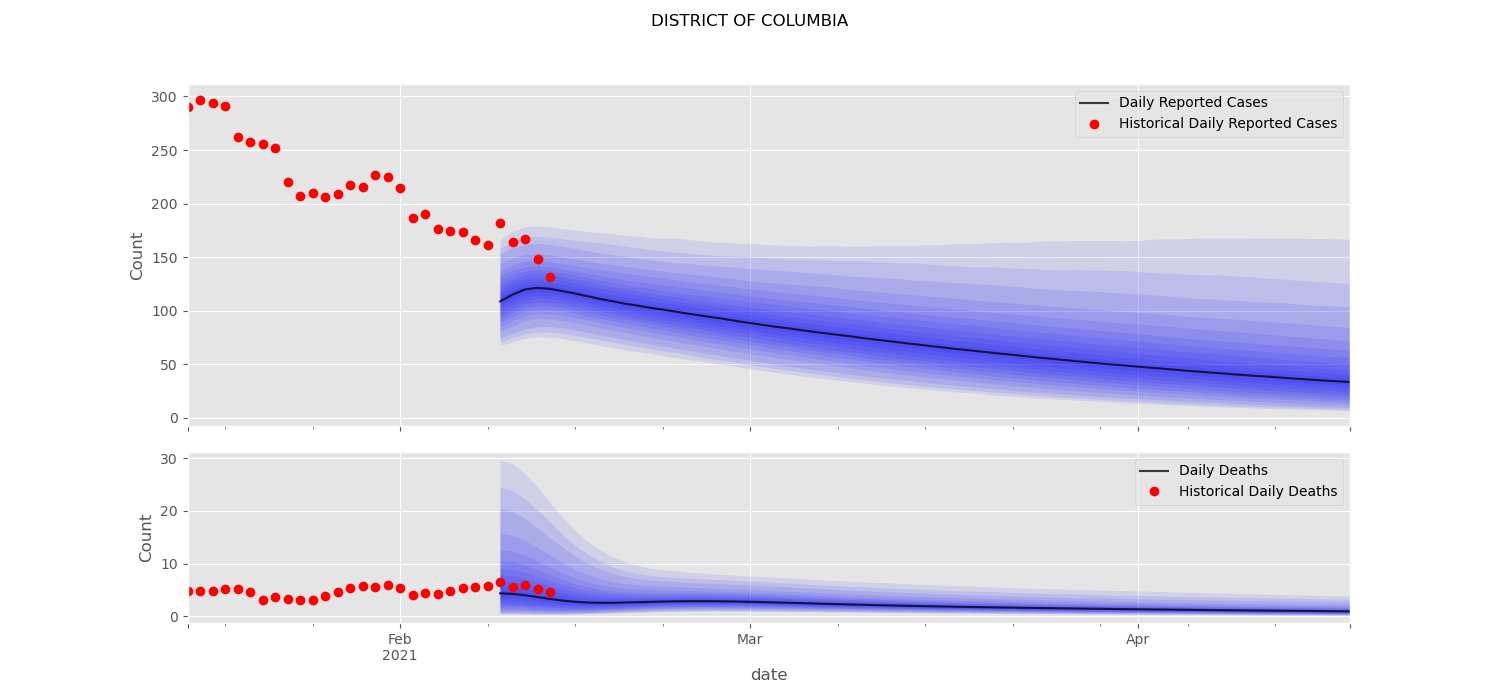 DISTRICT OF COLUMBIA
300
250
200
150
100
50
0
Count
Daily Reported Cases
Historical Daily Reported Cases
30
20
10
0
Count
Daily Deaths
Historical Daily Deaths
Feb
2021
Mar
Apr
date